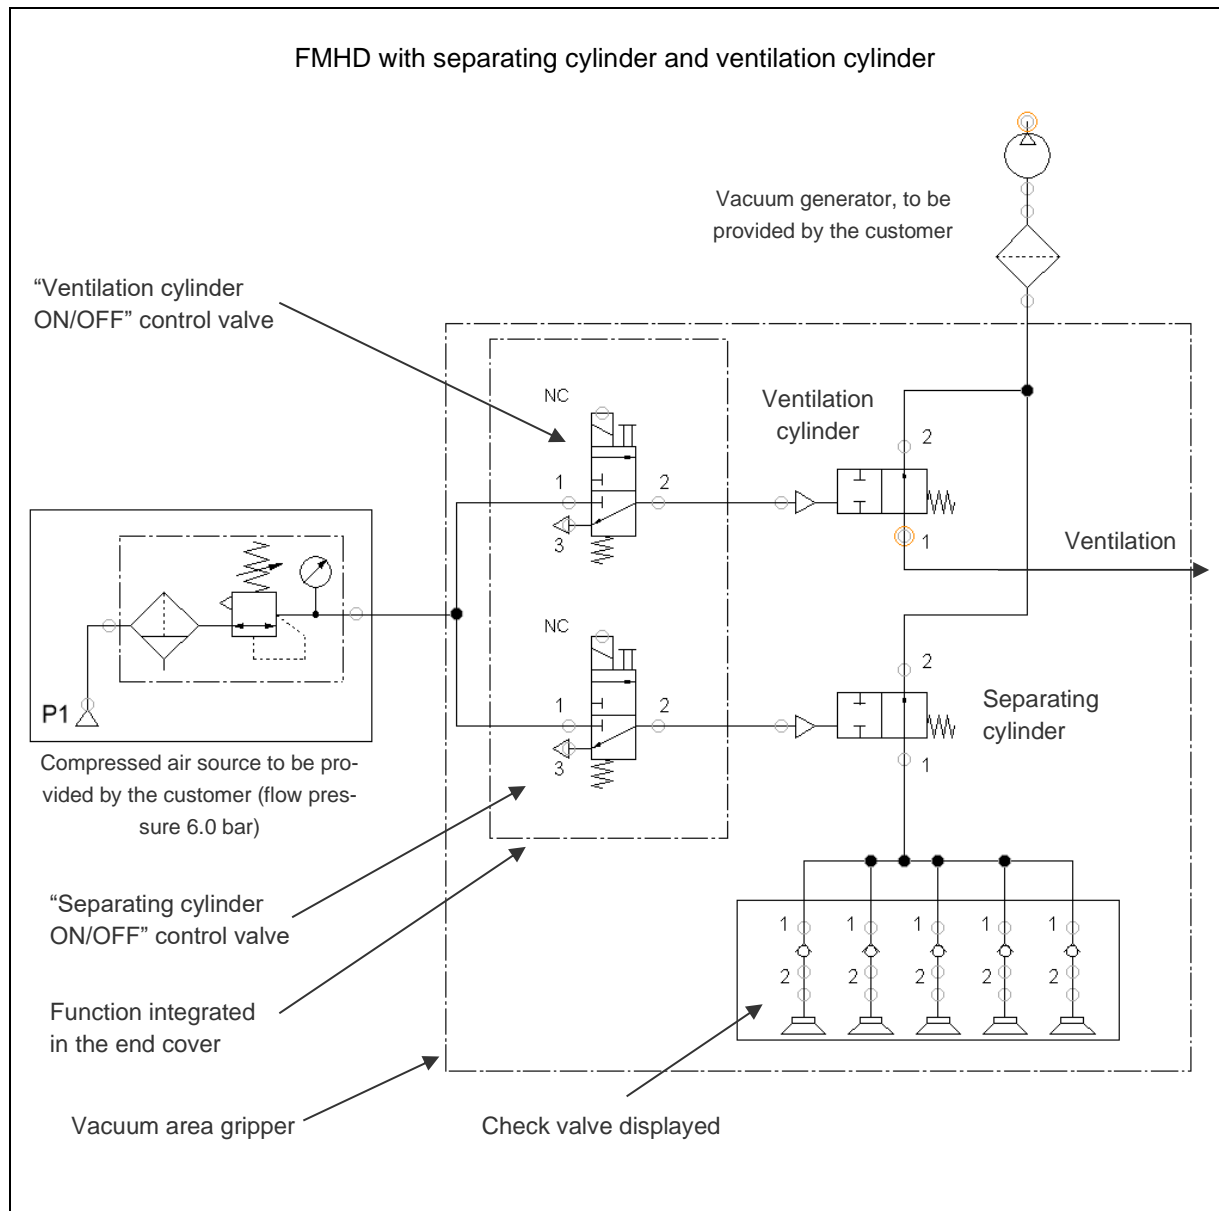 FMHD with separating cylinder and ventilation cylinder
Vacuum generator, to be
provided by the customer
“Ventilation cylinder
ON/OFF” control valve
NC
1
2
3
Ventilation
cylinder
2
1
Ventilation
NC
1
2
3
2
1
Separating
cylinder
P1
Compressed air source to be pro-
vided by the customer (flow pres-
sure 6.0 bar)
“Separating cylinder
ON/OFF” control valve
1 1 1 1 1
2 2 2 2 2
Function integrated
in the end cover
Vacuum area gripper
Check valve displayed